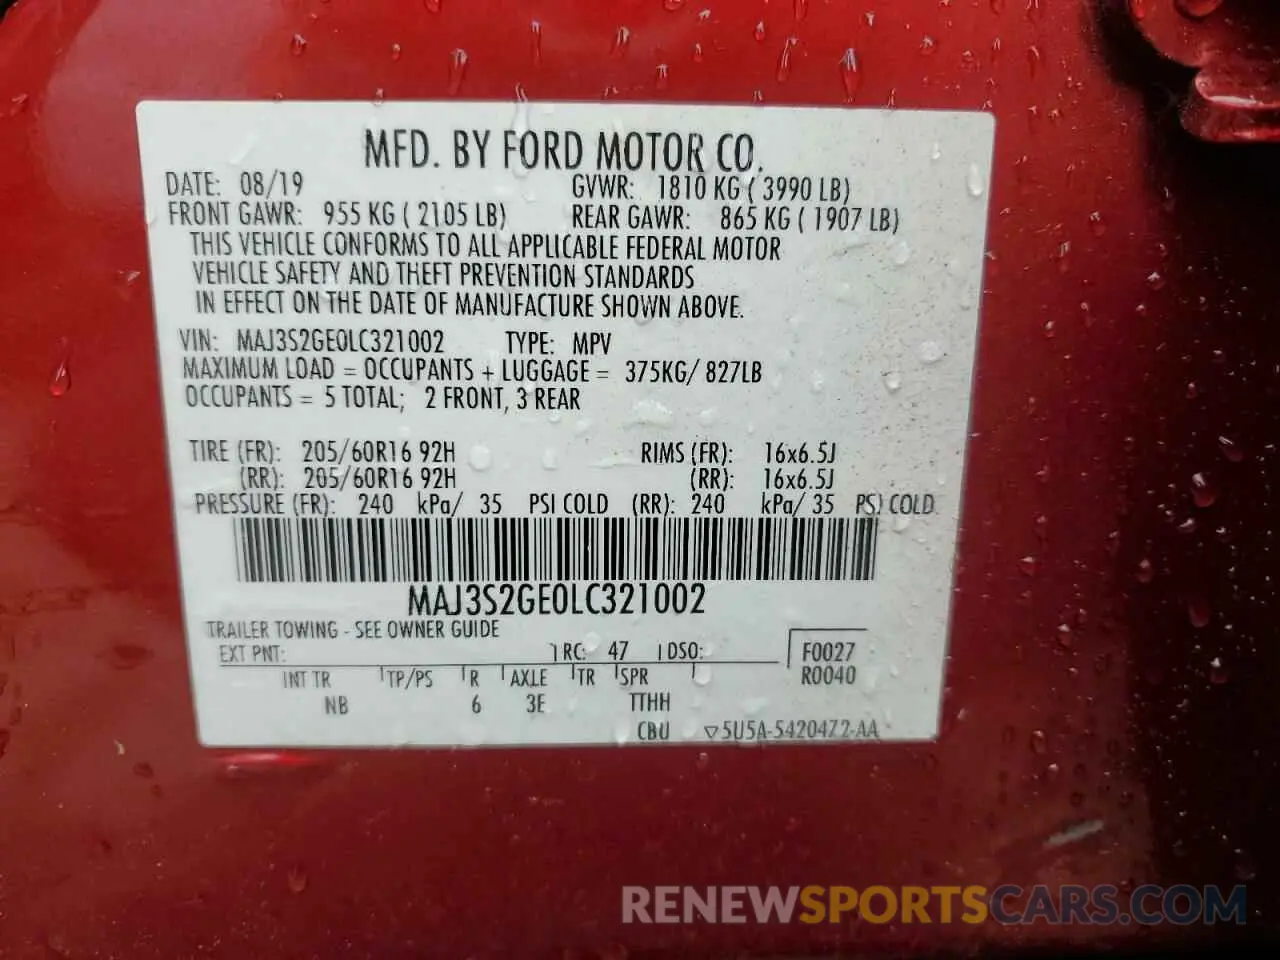 MFD. BY FORD MOTOR CO.
DATE: 08/19 GVWR: 1810 KG ( 3990 LB)
FRONT GAWR: 955 KG ( 2105 LB) REAR GAWR: 865 KG ( 1907 LB)
THIS VEHICLE CONFORMS TO ALL APPLICABLE FEDERAL MOTOR
VEHICLE SAFETY AND THEFT PREVENTION STANDARDS
IN EFFECT ON THE DATE OF MANUFACTURE SHOWN ABOVE.
VIN: MAJ3S2GE0LC321002 TYPE: MPV
MAXIMUM LOAD = OCCUPANTS + LUGGAGE = 375KG/ 827LB
OCCUPANTS = 5 TOTAL; 2 FRONT, 3 REAR
TIRE (FR): 205/60R16 92H RIMS (FR): 16x6.5J
(RR): 205/60R16 92H (RR): 16x6.5J
PRESSURE (FR): 240 kPa/ 35 PSI COLD (RR): 240 kPa/ 35 PSI COLD
MAJ3S2GE0LC321002
TRAILER TOWING - SEE OWNER GUIDE
EXT PNT: RC: 47 DSO: F0027
INT TR TP/PS R AXLE TR SPR R0040
NB 6 3E TTHH
CBU ▽5U5A-5420472-AA
RENEWSPORTSCARS.COM